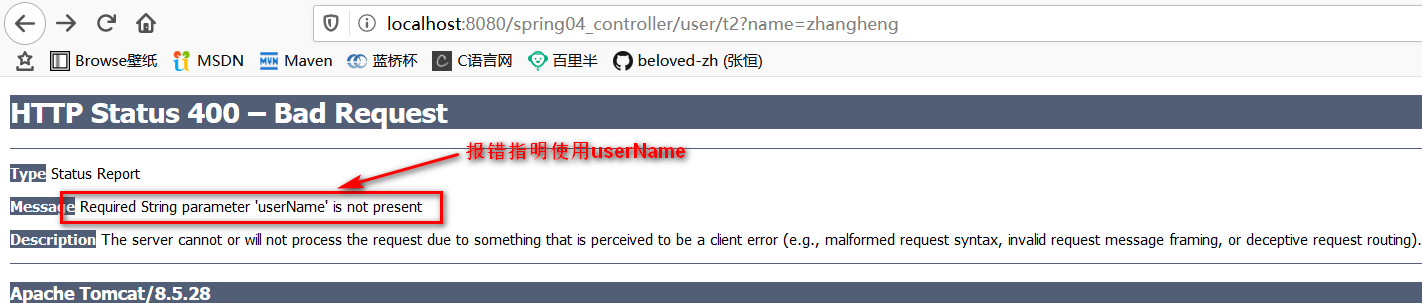 localhost:8080/spring04_controller/user/t2?name=zhangheng
Browse壁纸 MSDN Maven 蓝桥杯 C语言网 百里半 beloved-zh (张恒)
HTTP Status 400 – Bad Request
报错指明使用userName
Type Status Report
Message Required String parameter 'userName' is not present
Description The server cannot or will not process the request due to something that is perceived to be a client error (e.g., malformed request syntax, invalid request message framing, or deceptive request routing).
Apache Tomcat/8.5.28